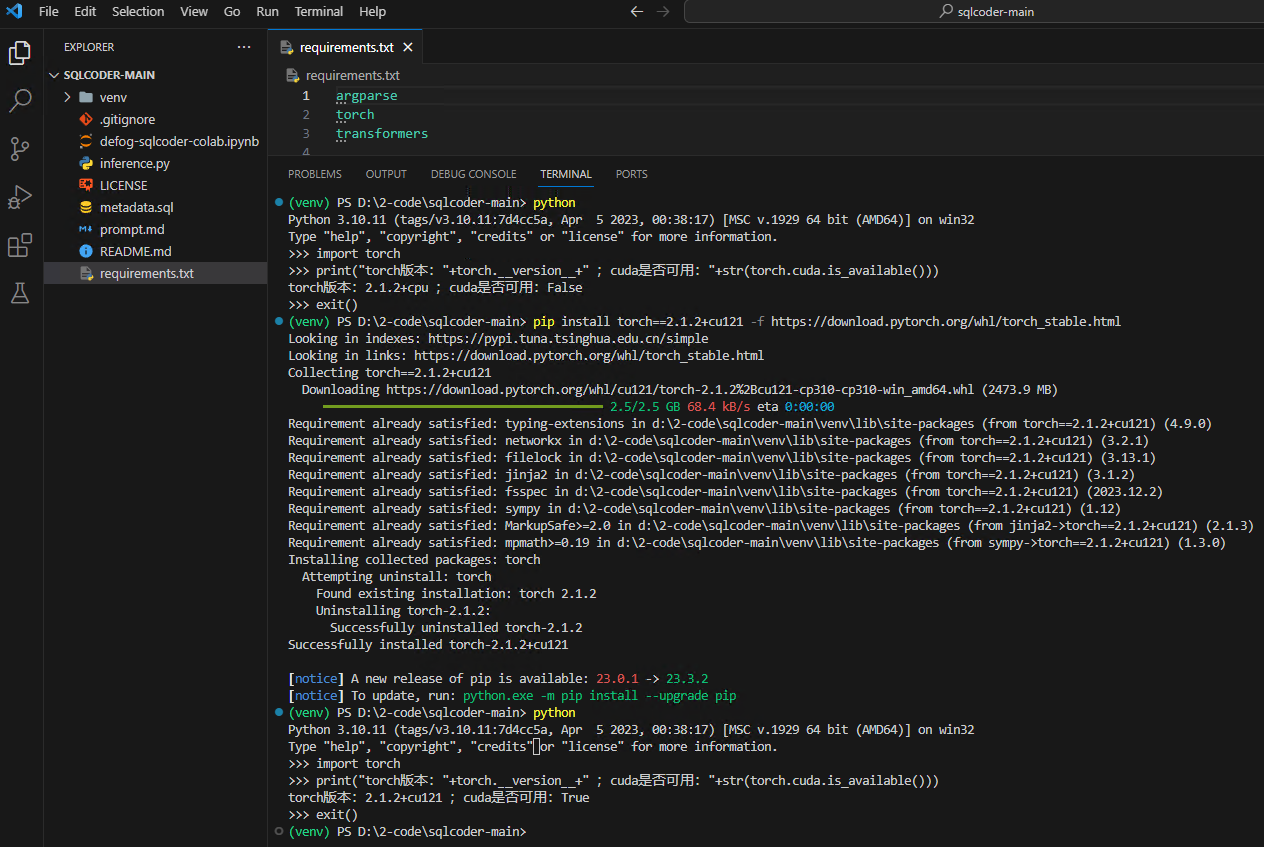 File Edit Selection View Go Run Terminal Help
sqlcoder-main
EXPLORER
SQLCODER-MAIN
venv
.gitignore
defog-sqlcoder-colab.ipynb
inference.py
LICENSE
metadata.sql
prompt.md
README.md
requirements.txt
requirements.txt
requirements.txt
1 argparse
2 torch
3 transformers
4
PROBLEMS OUTPUT DEBUG CONSOLE TERMINAL PORTS
(venv) PS D:\2-code\sqlcoder-main> python
Python 3.10.11 (tags/v3.10.11:7d4cc5a, Apr  5 2023, 00:38:17) [MSC v.1929 64 bit (AMD64)] on win32
Type "help", "copyright", "credits" or "license" for more information.
>>> import torch
>>> print("torch版本: "+torch.__version__+" ; cuda是否可用: "+str(torch.cuda.is_available()))
torch版本: 2.1.2+cpu ; cuda是否可用: False
>>> exit()
(venv) PS D:\2-code\sqlcoder-main> pip install torch==2.1.2+cu121 -f https://download.pytorch.org/whl/torch_stable.html
Looking in indexes: https://pypi.tuna.tsinghua.edu.cn/simple
Looking in links: https://download.pytorch.org/whl/torch_stable.html
Collecting torch==2.1.2+cu121
Downloading https://download.pytorch.org/whl/cu121/torch-2.1.2%2Bcu121-cp310-cp310-win_amd64.whl (2473.9 MB)
2.5/2.5 GB 68.4 kB/s eta 0:00:00
Requirement already satisfied: typing-extensions in d:\2-code\sqlcoder-main\venv\lib\site-packages (from torch==2.1.2+cu121) (4.9.0)
Requirement already satisfied: networkx in d:\2-code\sqlcoder-main\venv\lib\site-packages (from torch==2.1.2+cu121) (3.2.1)
Requirement already satisfied: filelock in d:\2-code\sqlcoder-main\venv\lib\site-packages (from torch==2.1.2+cu121) (3.13.1)
Requirement already satisfied: jinja2 in d:\2-code\sqlcoder-main\venv\lib\site-packages (from torch==2.1.2+cu121) (3.1.2)
Requirement already satisfied: fsspec in d:\2-code\sqlcoder-main\venv\lib\site-packages (from torch==2.1.2+cu121) (2023.12.2)
Requirement already satisfied: sympy in d:\2-code\sqlcoder-main\venv\lib\site-packages (from torch==2.1.2+cu121) (1.12)
Requirement already satisfied: MarkupSafe>=2.0 in d:\2-code\sqlcoder-main\venv\lib\site-packages (from jinja2->torch==2.1.2+cu121) (2.1.3)
Requirement already satisfied: mpmath>=0.19 in d:\2-code\sqlcoder-main\venv\lib\site-packages (from sympy->torch==2.1.2+cu121) (1.3.0)
Installing collected packages: torch
Attempting uninstall: torch
Found existing installation: torch 2.1.2
Uninstalling torch-2.1.2:
Successfully uninstalled torch-2.1.2
Successfully installed torch-2.1.2+cu121
[notice] A new release of pip is available: 23.0.1 -> 23.3.2
[notice] To update, run: python.exe -m pip install --upgrade pip
(venv) PS D:\2-code\sqlcoder-main> python
Python 3.10.11 (tags/v3.10.11:7d4cc5a, Apr  5 2023, 00:38:17) [MSC v.1929 64 bit (AMD64)] on win32
Type "help", "copyright", "credits" or "license" for more information.
>>> import torch
>>> print("torch版本: "+torch.__version__+" ; cuda是否可用: "+str(torch.cuda.is_available()))
torch版本: 2.1.2+cu121 ; cuda是否可用: True
>>> exit()
(venv) PS D:\2-code\sqlcoder-main>